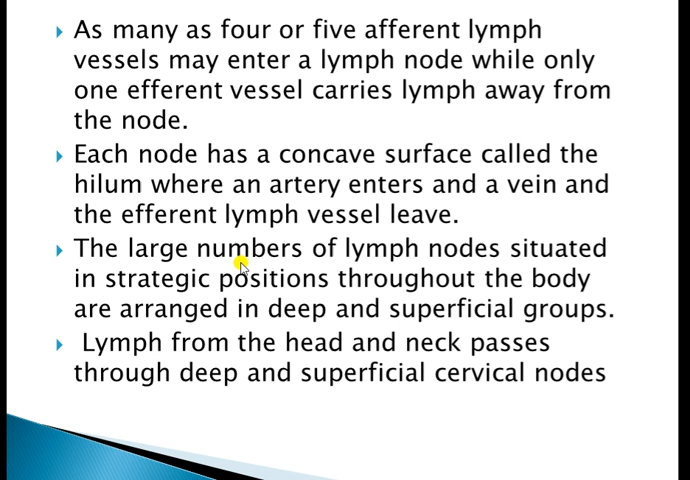 As many as four or five afferent lymph
vessels may enter a lymph node while only
one efferent vessel carries lymph away from
the node.
Each node has a concave surface called the
hilum where an artery enters and a vein and
the efferent lymph vessel leave.
The large numbers of lymph nodes situated
in strategic positions throughout the body
are arranged in deep and superficial groups.
Lymph from the head and neck passes
through deep and superficial cervical nodes